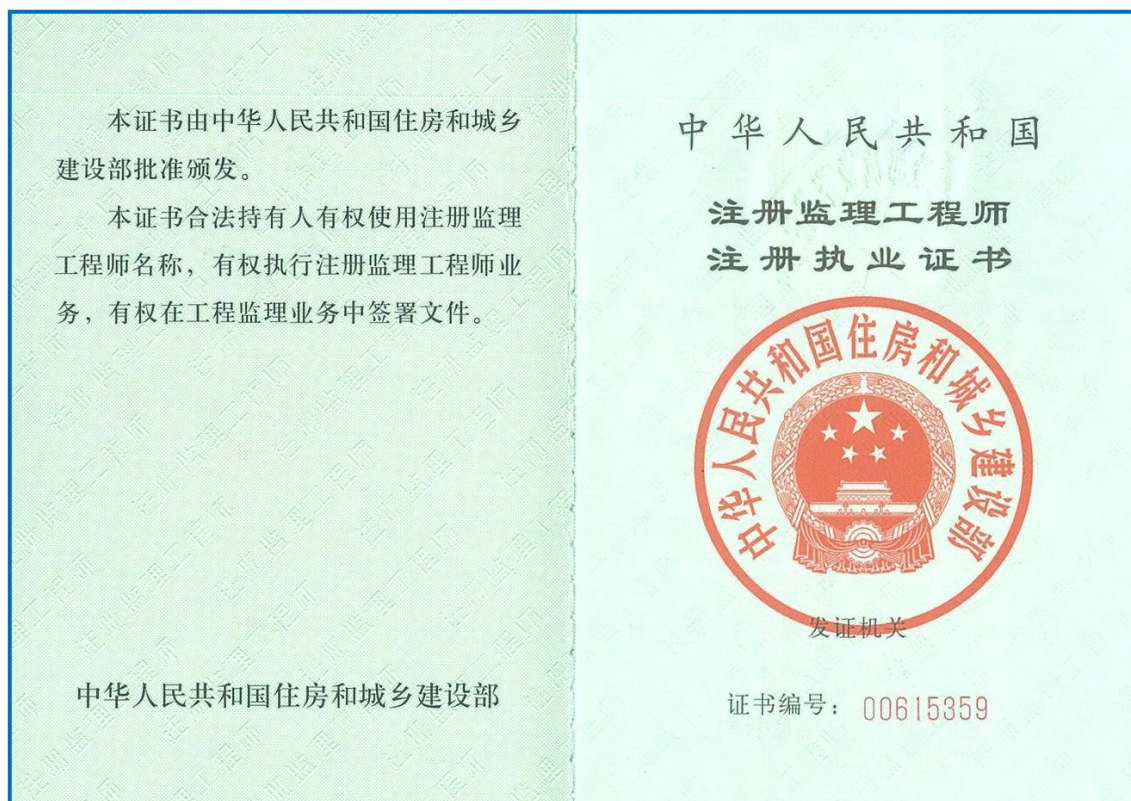 本证书由中华人民共和国住房和城乡
建设部批准颁发。
本证书合法持有人有权使用注册监理
工程师名称，有权执行注册监理工程师业
务，有权在工程监理业务中签署文件。
中华人民共和国住房和城乡建设部
中华人民共和国
注册监理工程师
注册执业证书
中华人民共和国住房和城乡建设部
发证机关
证书编号：00615359